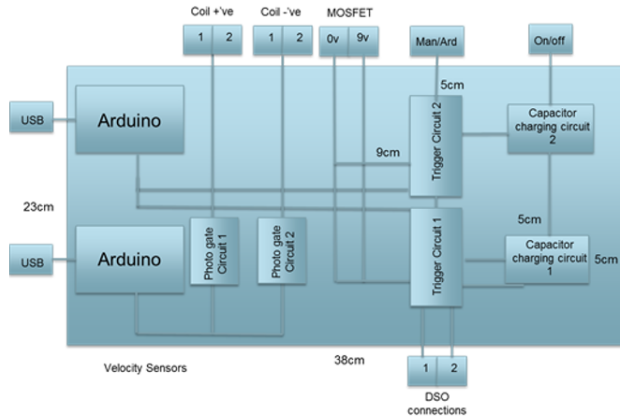 Coil +'ve Coil -'ve MOSFET
1 2 1 2 0v 9v Man/Ard On/off
5cm
USB Arduino Trigger Circuit 2 Capacitor
charging circuit
2
9cm
23cm
5cm
USB Arduino Photo gate
Circuit 1
Photo gate
Circuit 2
Trigger Circuit 1
Capacitor
charging circuit
1
5cm
Velocity Sensors
38cm
1 2
DSO
connections